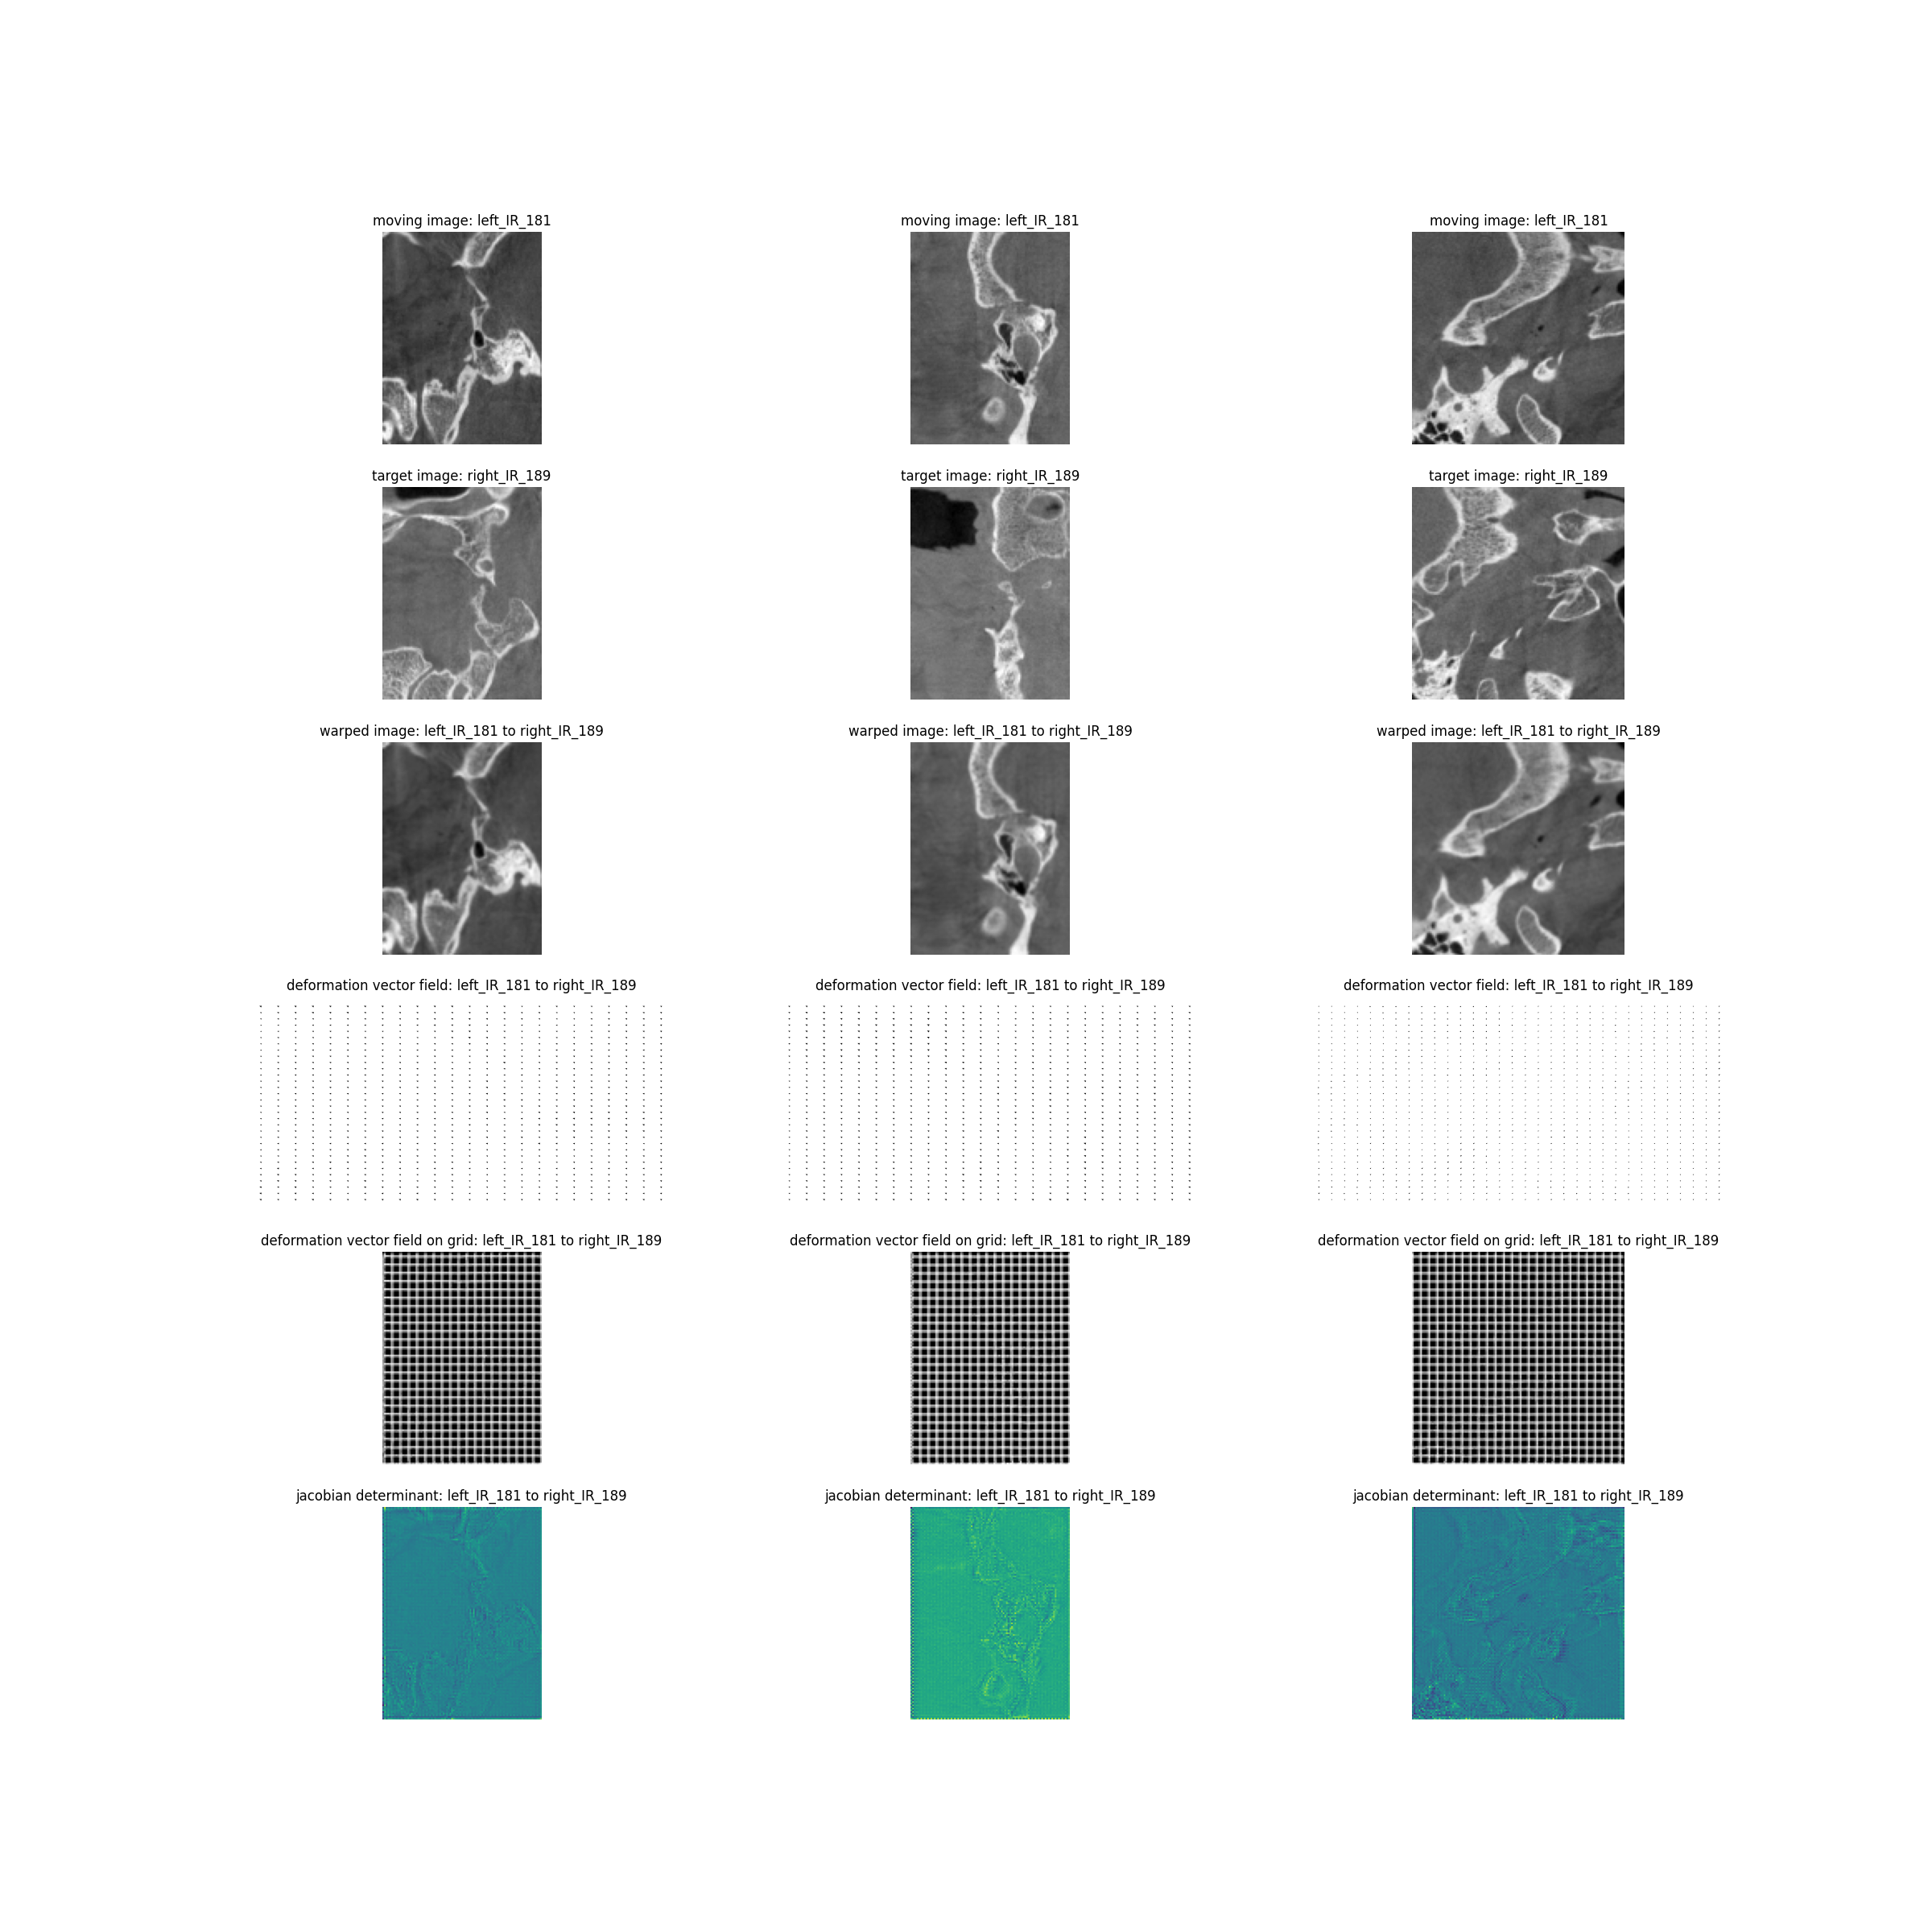 moving image: left_IR_181
moving image: left_IR_181
moving image: left_IR_181
target image: right_IR_189
target image: right_IR_189
target image: right_IR_189
warped image: left_IR_181 to right_IR_189
warped image: left_IR_181 to right_IR_189
warped image: left_IR_181 to right_IR_189
deformation vector field: left_IR_181 to right_IR_189
deformation vector field: left_IR_181 to right_IR_189
deformation vector field: left_IR_181 to right_IR_189
deformation vector field on grid: left_IR_181 to right_IR_189
deformation vector field on grid: left_IR_181 to right_IR_189
deformation vector field on grid: left_IR_181 to right_IR_189
jacobian determinant: left_IR_181 to right_IR_189
jacobian determinant: left_IR_181 to right_IR_189
jacobian determinant: left_IR_181 to right_IR_189